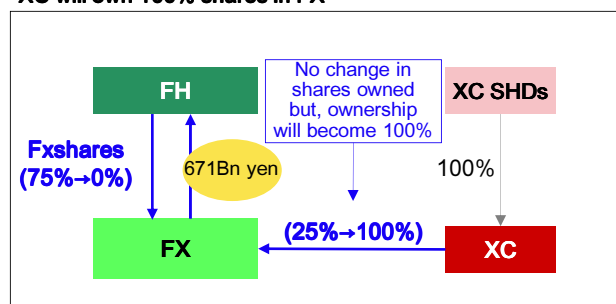 XC will own 100% shares in FX
FH
No change in
shares owned
but, ownership
will become 100%
XC SHDs
Fxshares
(75%→0%)
671Bn yen
100%
FX
(25%→100%)
XC